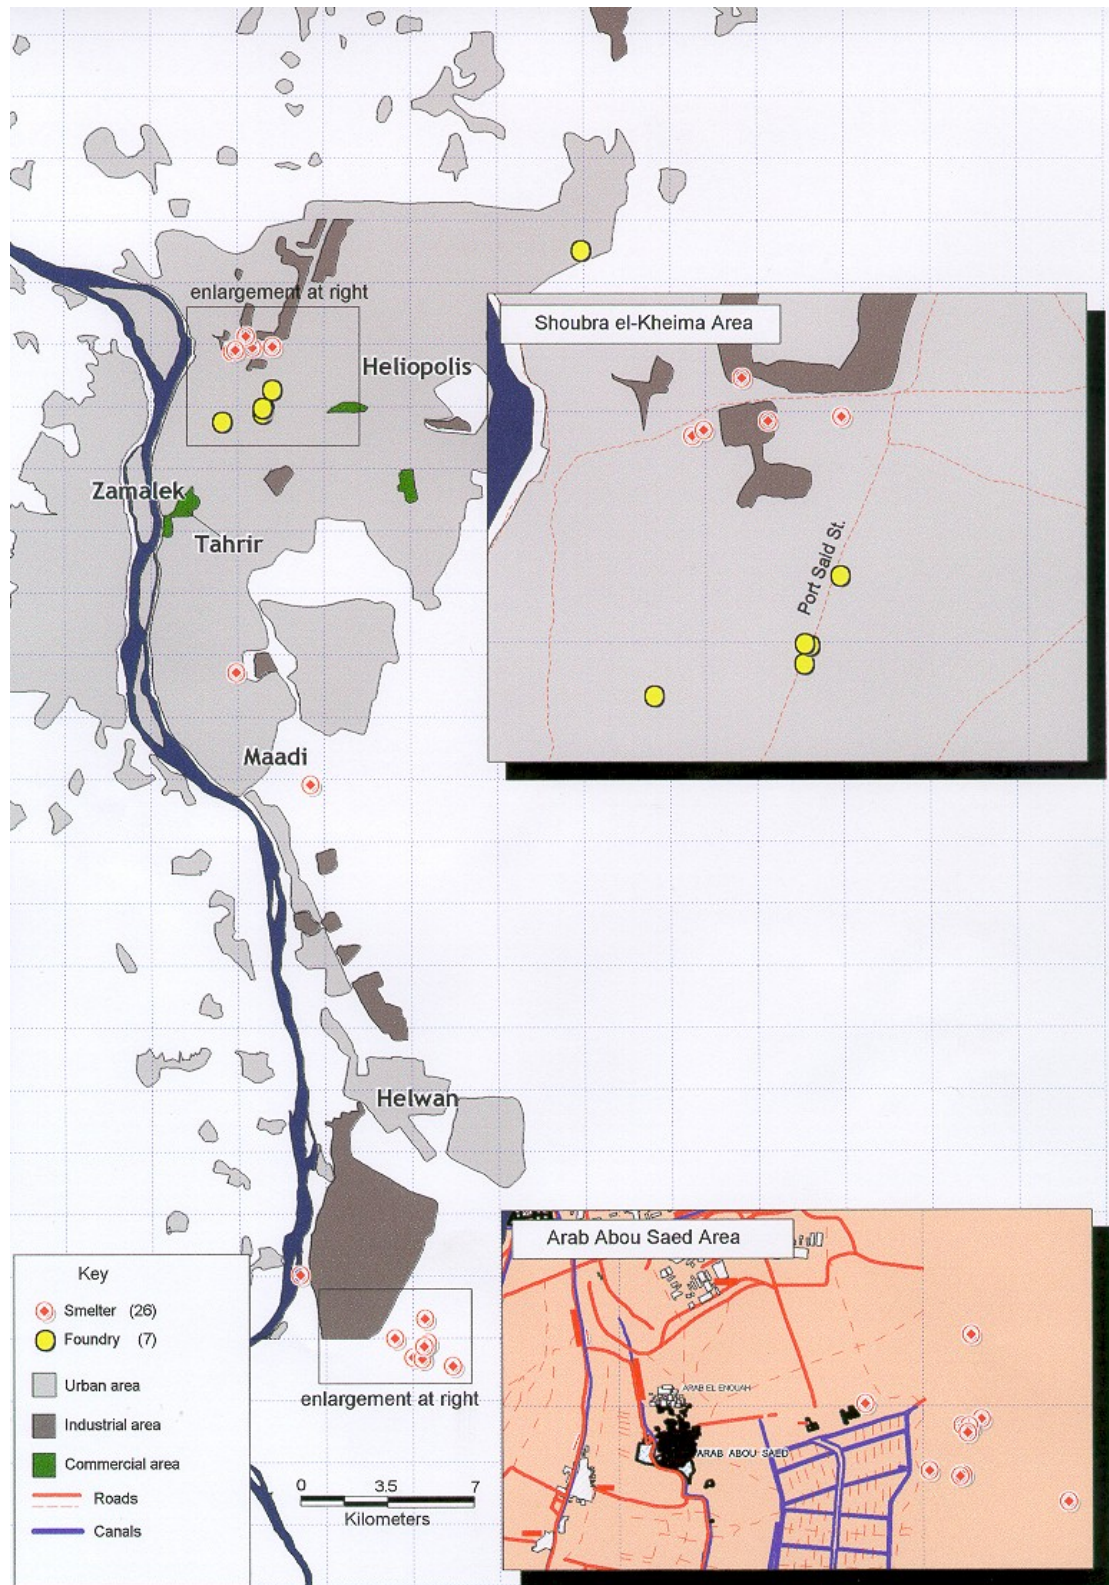 enlargement at right
Shoubra el-Kheima Area
Heliopolis
Zamalek
Tahrir
Port Said St.
Maadi
Helwan
Arab Abou Saed Area
Key
Smelter (26)
Foundry (7)
Urban area
Industrial area
Commercial area
Roads
Canals
enlargement at right
0 3.5 7
Kilometers
ARAB EL ENOUAH
ARAB ABOU SAED